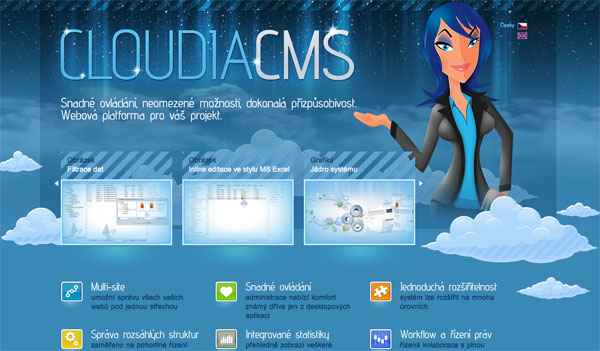 Česky
CLOUDIACMS
Snadné ovládání, neomezené možnosti, dokonalá přizpůsobivost.
Webová platforma pro váš projekt.
Obrázek
Filtrace dat
Obrázek
Inline editace ve stylu MS Excel
Grafika
Jádro systému
Multi-site
umožní správu všech vašich
webů pod jednou střechou
Snadné ovládání
administrace nabízí komfort
známý dříve jen z desktopových
aplikací
Jednoduchá rozšiřitelnost
systém lze rozšířit na mnoha
úrovních
Správa rozsáhlých struktur
zaměřeno na pohodlné řízení
Integrované statistiky
přehledně zobrazí veškeré
Workflow a řízení práv
řízená kolaborace s plnou